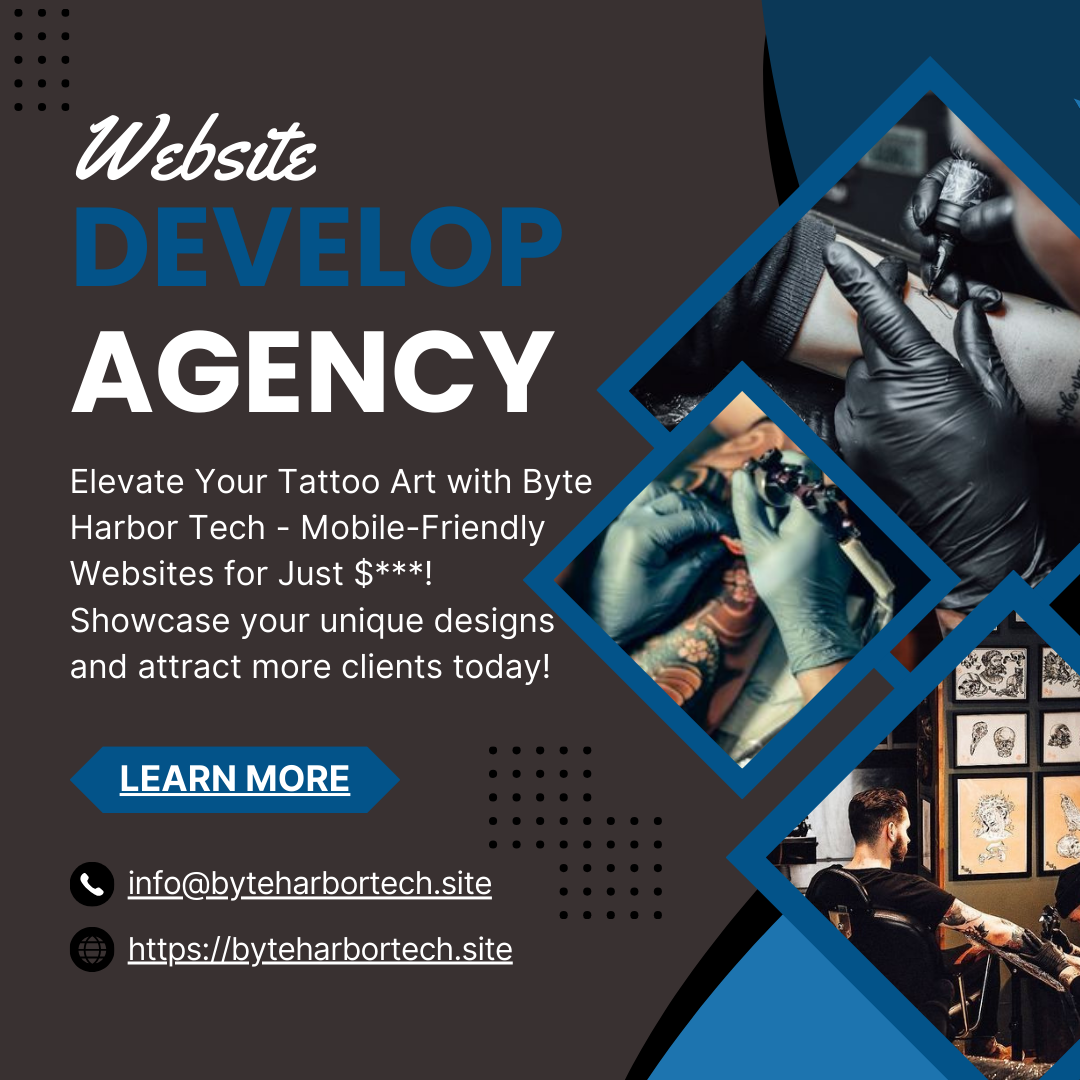 Website
DEVELOP
AGENCY
Elevate Your Tattoo Art with Byte
Harbor Tech - Mobile-Friendly
Websites for Just $***!
Showcase your unique designs
and attract more clients today!
LEARN MORE
info@byteharbortech.site
https://byteharbortech.site